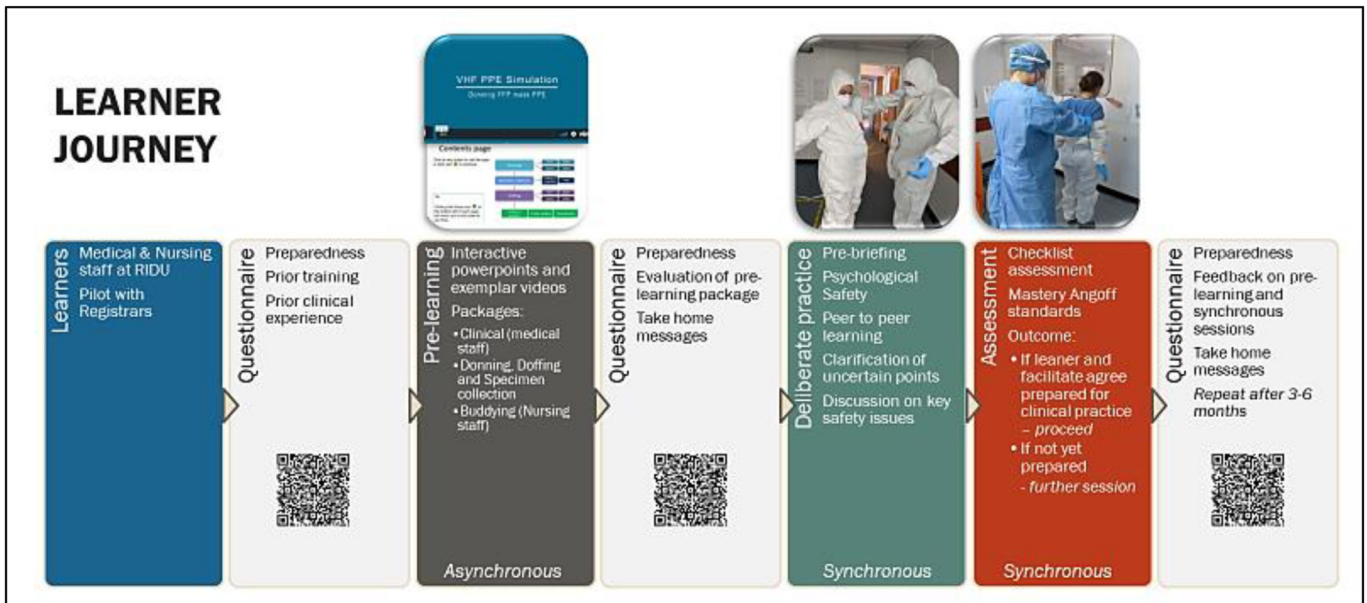 LEARNER
JOURNEY
VHF PPE Simulation
Donning FFP mask PPE
Contents page
Learners
Medical & Nursing
staff at RIDU
Pilot with
Registrars
Questionnaire
Preparedness
Prior training
Prior clinical
experience
Pre-learning
Interactive
powerpoints and
exemplar videos
Packages:
•Clinical (medical
staff)
•Donning, Doffing
and Specimen
collection
•Buddying (Nursing
staff)
Asynchronous
Questionnaire
Preparedness
Evaluation of pre-
learning package
Take home
messages
Deliberate practice
Pre-briefing
Psychological
Safety
Peer to peer
learning
Clarification of
uncertain points
Discussion on key
safety issues
Synchronous
Assessment
Checklist
assessment
Mastery Angoff
standards
Outcome:
• If leaner and
facilitate agree
prepared for
clinical practice
– proceed
• If not yet
prepared
- further session
Synchronous
Questionnaire
Preparedness
Feedback on pre-
learning and
synchronous
sessions
Take home
messages
Repeat after 3-6
months